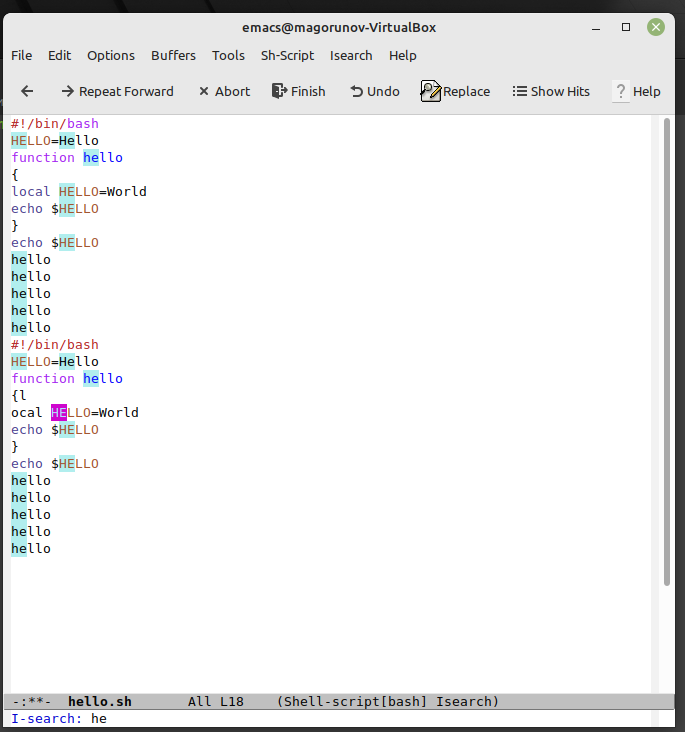 emacs@magorunov-VirtualBox
File Edit Options Buffers Tools Sh-Script Isearch Help
Repeat Forward Abort Finish Undo Replace Show Hits ? Help
#!/bin/bash
HELLO=Hello
function hello
{
local HELLO=World
echo $HELLO
}
echo $HELLO
hello
hello
hello
hello
hello
#!/bin/bash
HELLO=Hello
function hello
{l
ocal HELLO=World
echo $HELLO
}
echo $HELLO
hello
hello
hello
hello
hello
-:**- hello.sh All L18 (Shell-script[bash] Isearch)
I-search: he